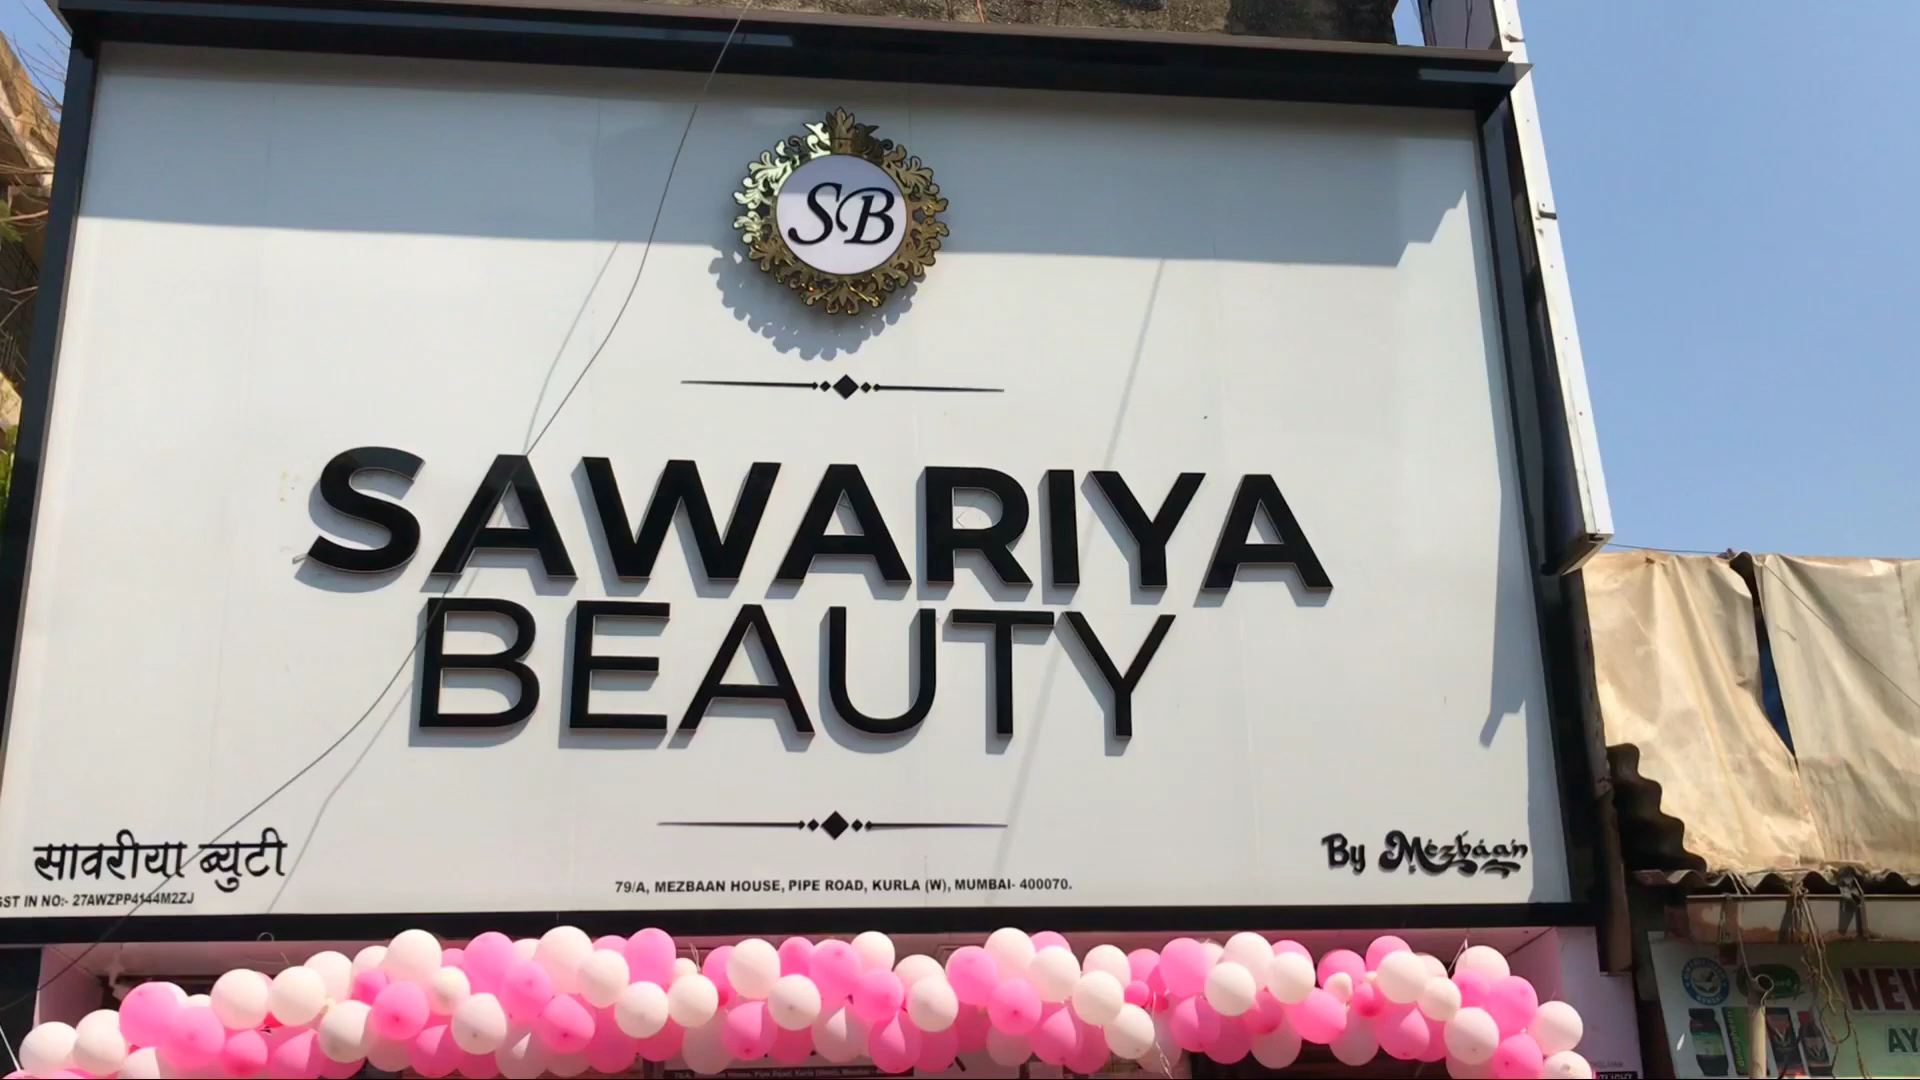 SB
SAWARIYA
BEAUTY
सावरीया ब्युटी
By Mezbaan
GST IN NO:- 27AWZPP4144M2ZJ
79/A, MEZBAAN HOUSE, PIPE ROAD, KURLA (W), MUMBAI- 400070.
NEW
AY